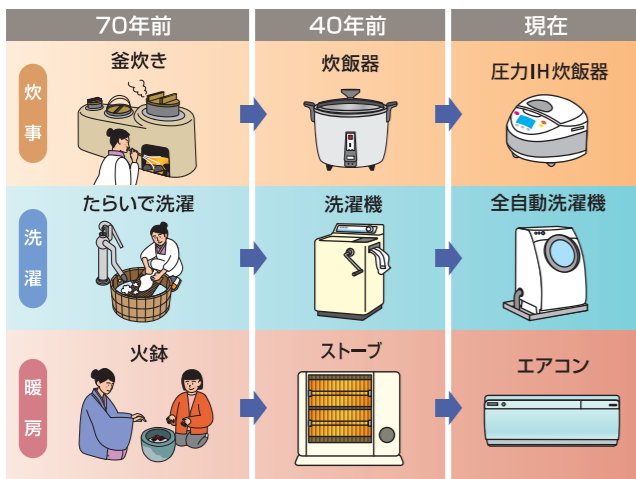 70年前
40年前
現在
炊事
釜炊き
炊飯器
圧力IH炊飯器
洗濯
たらいで洗濯
洗濯機
全自動洗濯機
暖房
火鉢
ストーブ
エアコン